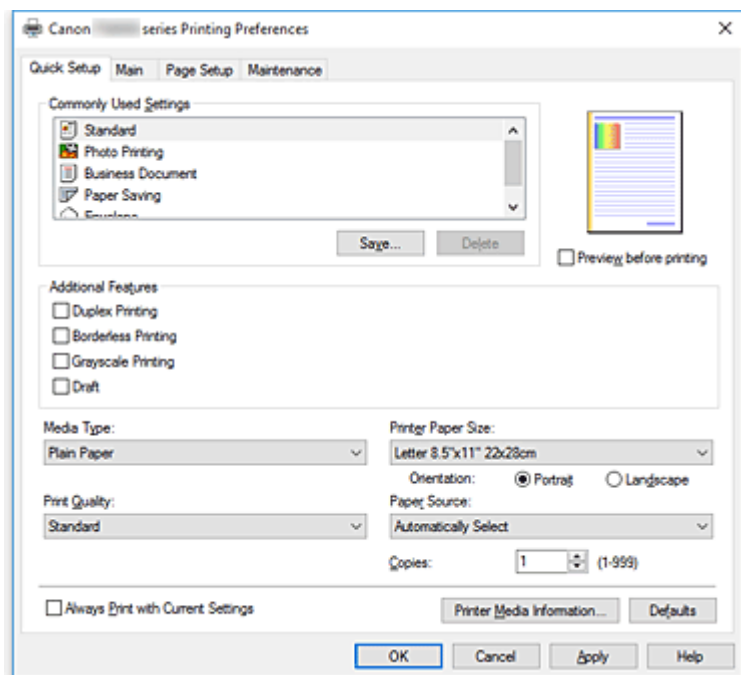 Canon series Printing Preferences
Quick Setup Main Page Setup Maintenance
Commonly Used Settings
Standard
Photo Printing
Business Document
Paper Saving
Envelope
Save... Delete
Preview before printing
Additional Features
Duplex Printing
Borderless Printing
Grayscale Printing
Draft
Media Type: Printer Paper Size:
Plain Paper Letter 8.5"x11" 22x28cm
Orientation: Portrait Landscape
Print Quality: Paper Source:
Standard Automatically Select
Copies: 1 (1-999)
Always Print with Current Settings Printer Media Information... Defaults
OK Cancel Apply Help